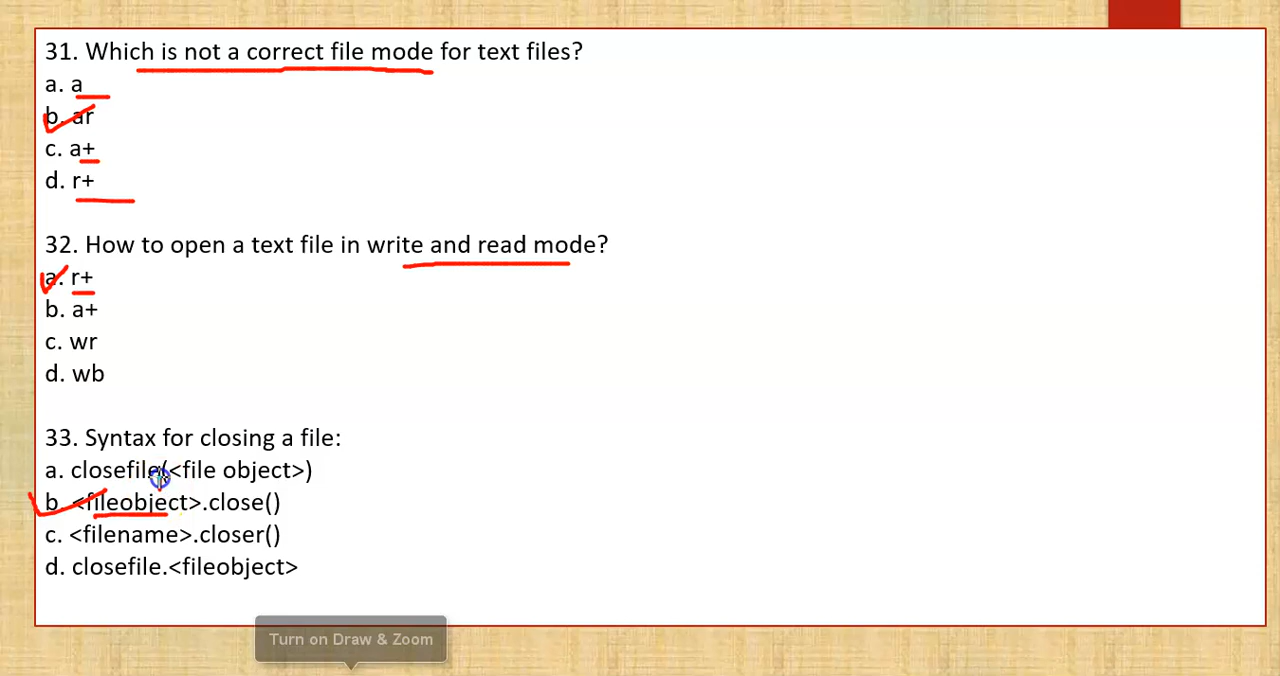 31. Which is not a correct file mode for text files?
a. a
b. ar
c. a+
d. r+
32. How to open a text file in write and read mode?
a. r+
b. a+
c. wr
d. wb
33. Syntax for closing a file:
a. closefile(<file object>)
b. <fileobject>.close()
c. <filename>.closer()
d. closefile.<fileobject>
Turn on Draw & Zoom